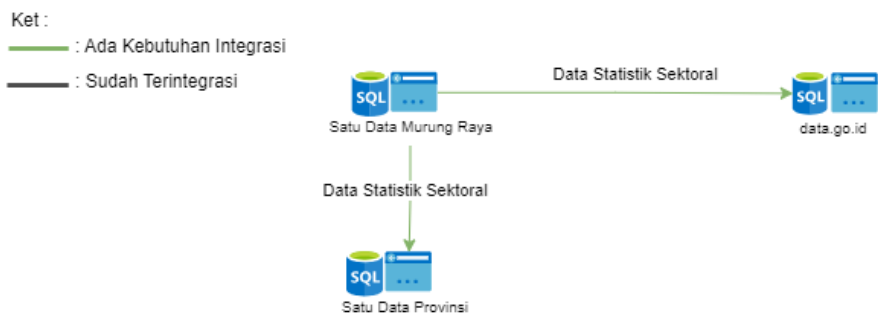 Ket :
: Ada Kebutuhan Integrasi
: Sudah Terintegrasi
Data Statistik Sektoral
SQL
...
SQL
...
Satu Data Murung Raya
data.go.id
Data Statistik Sektoral
SQL
...
Satu Data Provinsi